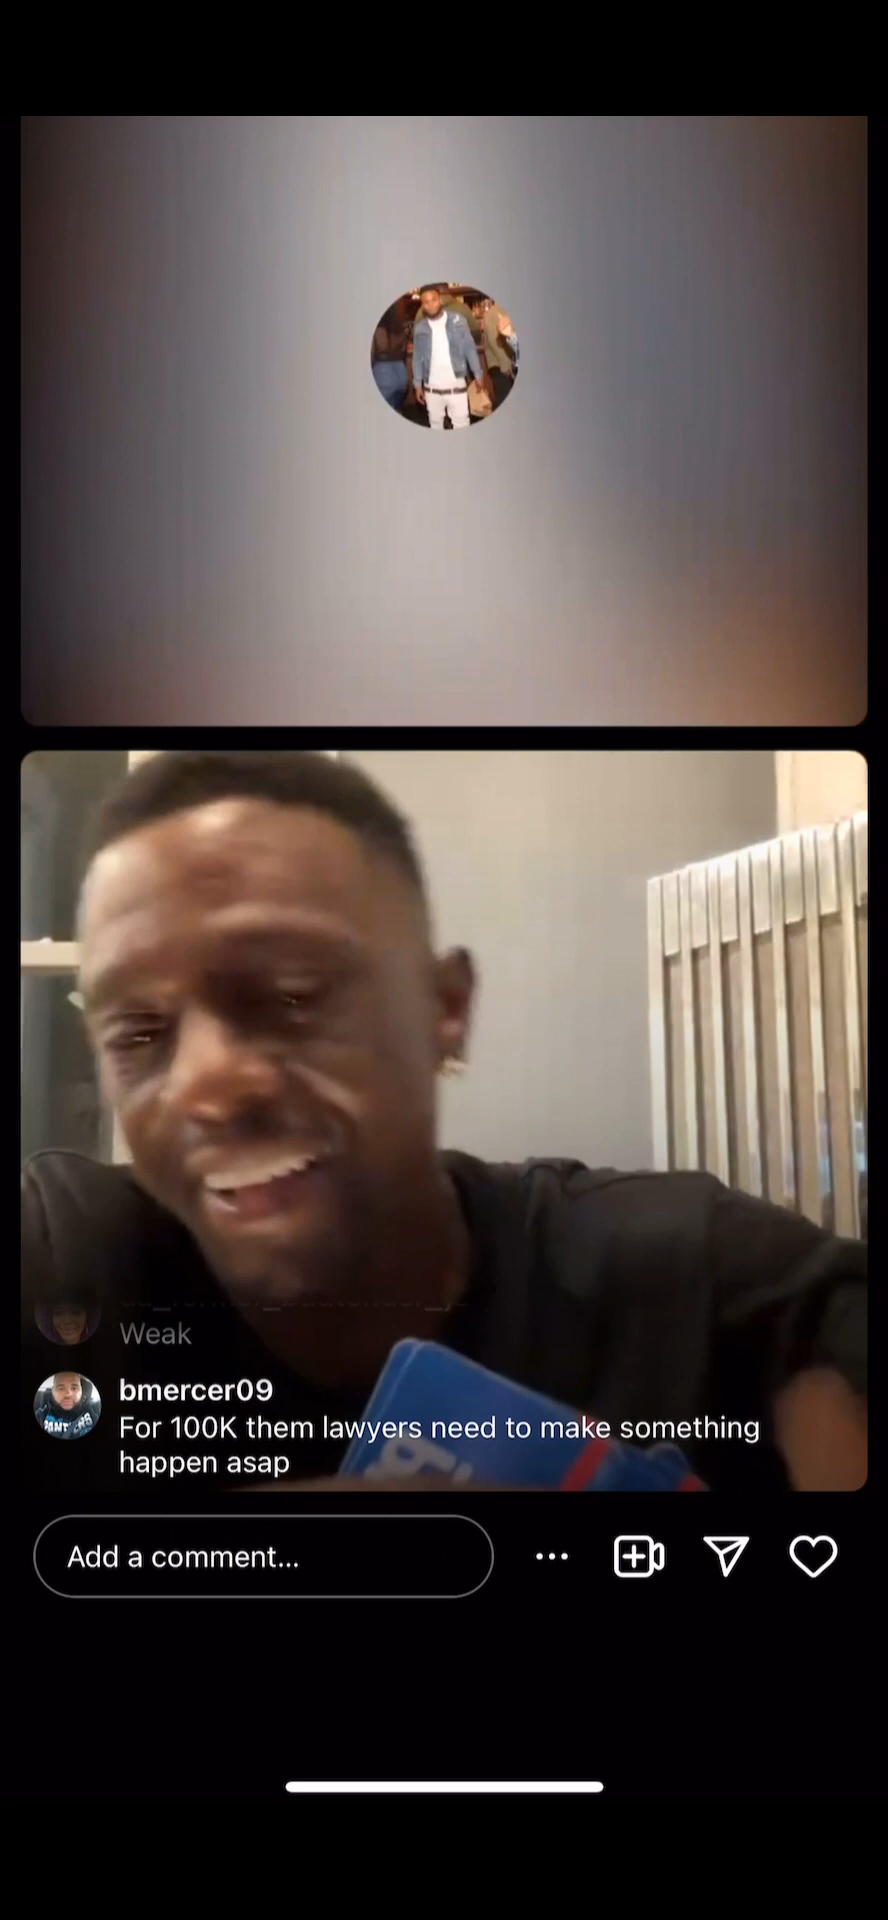 Weak
bmercer09
For 100K them lawyers need to make something
happen asap
Add a comment...